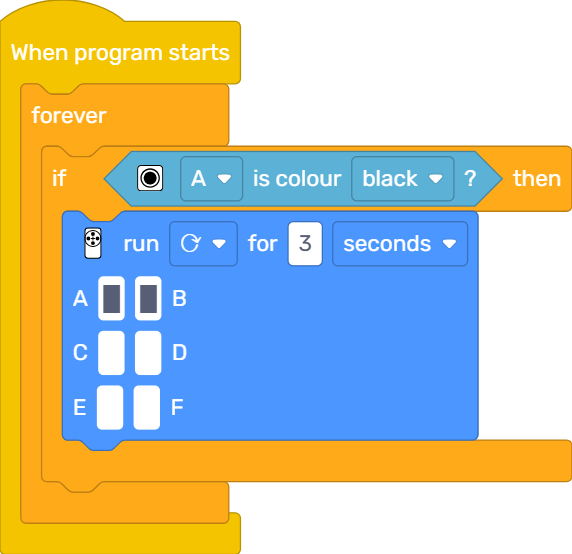 When program starts
forever
if A is colour black ? then
run for 3 seconds
A B
C D
E F